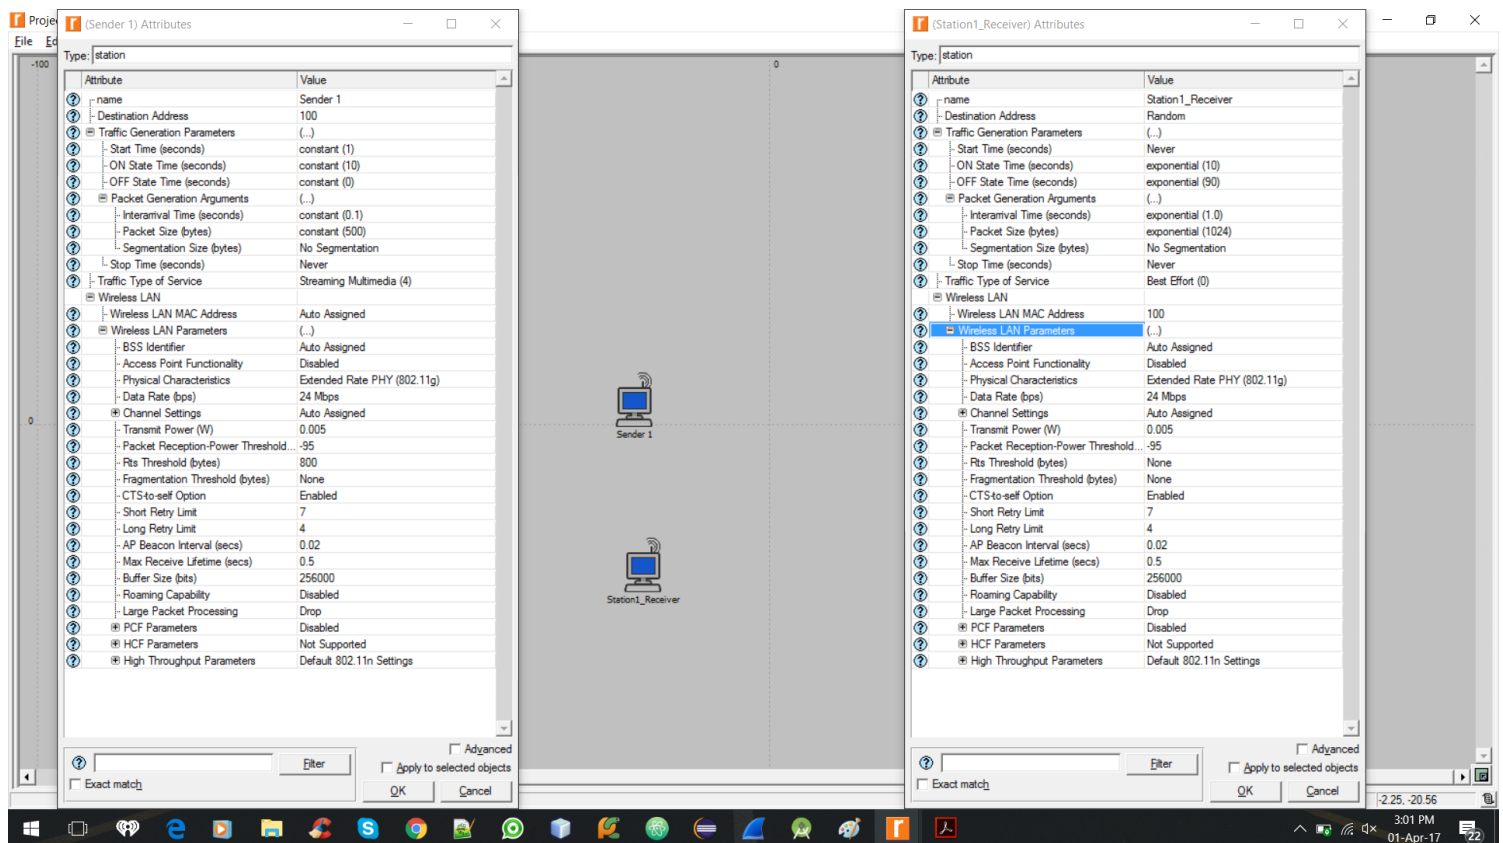 Proje
File Ed
-100
0
0
(Sender 1) Attributes
Type: station
Attribute Value
name Sender 1
Destination Address 100
Traffic Generation Parameters (...)
Start Time (seconds) constant (1)
ON State Time (seconds) constant (10)
OFF State Time (seconds) constant (0)
Packet Generation Arguments (...)
Interarrival Time (seconds) constant (0.1)
Packet Size (bytes) constant (500)
Segmentation Size (bytes) No Segmentation
Stop Time (seconds) Never
Traffic Type of Service Streaming Multimedia (4)
Wireless LAN
Wireless LAN MAC Address Auto Assigned
Wireless LAN Parameters (...)
BSS Identifier Auto Assigned
Access Point Functionality Disabled
Physical Characteristics Extended Rate PHY (802.11g)
Data Rate (bps) 24 Mbps
Channel Settings Auto Assigned
Transmit Power (W) 0.005
Packet Reception-Power Threshold... -95
Rts Threshold (bytes) 800
Fragmentation Threshold (bytes) None
CTS-to-self Option Enabled
Short Retry Limit 7
Long Retry Limit 4
AP Beacon Interval (secs) 0.02
Max Receive Lifetime (secs) 0.5
Buffer Size (bits) 256000
Roaming Capability Disabled
Large Packet Processing Drop
PCF Parameters Disabled
HCF Parameters Not Supported
High Throughput Parameters Default 802.11n Settings
Advanced
Filter
Apply to selected objects
Exact match
OK Cancel
Sender 1
Station1_Receiver
(Station1_Receiver) Attributes
Type: station
Attribute Value
name Station1_Receiver
Destination Address Random
Traffic Generation Parameters (...)
Start Time (seconds) Never
ON State Time (seconds) exponential (10)
OFF State Time (seconds) exponential (90)
Packet Generation Arguments (...)
Interarrival Time (seconds) exponential (1.0)
Packet Size (bytes) exponential (1024)
Segmentation Size (bytes) No Segmentation
Stop Time (seconds) Never
Traffic Type of Service Best Effort (0)
Wireless LAN
Wireless LAN MAC Address 100
Wireless LAN Parameters (...)
BSS Identifier Auto Assigned
Access Point Functionality Disabled
Physical Characteristics Extended Rate PHY (802.11g)
Data Rate (bps) 24 Mbps
Channel Settings Auto Assigned
Transmit Power (W) 0.005
Packet Reception-Power Threshold... -95
Rts Threshold (bytes) None
Fragmentation Threshold (bytes) None
CTS-to-self Option Enabled
Short Retry Limit 7
Long Retry Limit 4
AP Beacon Interval (secs) 0.02
Max Receive Lifetime (secs) 0.5
Buffer Size (bits) 256000
Roaming Capability Disabled
Large Packet Processing Drop
PCF Parameters Disabled
HCF Parameters Not Supported
High Throughput Parameters Default 802.11n Settings
Advanced
Filter
Apply to selected objects
Exact match
OK Cancel
-2.25, -20.56
3:01 PM
01-Apr-17
22